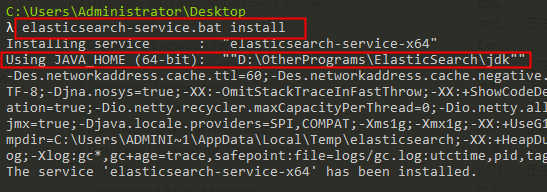 C:\Users\Administrator\Desktop
λ elasticsearch-service.bat install
Installing service      :  "elasticsearch-service-x64"
Using JAVA_HOME (64-bit):  ""D:\OtherPrograms\ElasticSearch\jdk""
-Des.networkaddress.cache.ttl=60;-Des.networkaddress.cache.negative.
TF-8;-Djna.nosys=true;-XX:-OmitStackTraceInFastThrow;-XX:+ShowCodeDe
ation=true;-Dio.netty.recycler.maxCapacityPerThread=0;-Dio.netty.all
jmx=true;-Djava.locale.providers=SPI,COMPAT;-Xms1g;-Xmx1g;-XX:+UseG1
mpdir=C:\Users\ADMINI~1\AppData\Local\Temp\elasticsearch;-XX:+HeapDu
og;-Xlog:gc*,gc+age=trace,safepoint:file=logs/gc.log:utctime,pid,tag
The service 'elasticsearch-service-x64' has been installed.